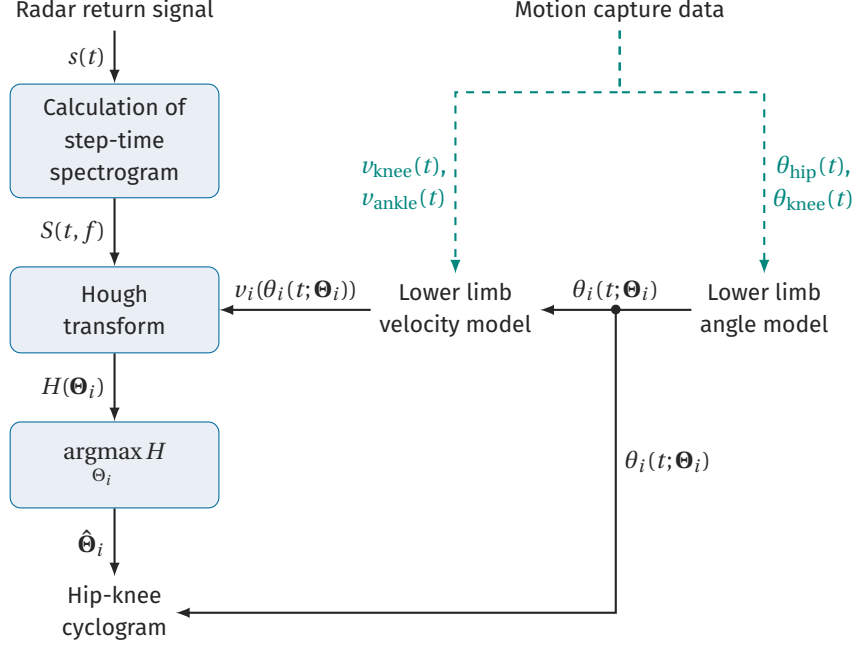 Radar return signal
Motion capture data
s(t)
Calculation of
step-time
spectrogram
v_knee(t),
v_ankle(t)
θ_hip(t),
θ_knee(t)
S(t, f)
Hough
transform
v_i(θ_i(t;𝚯_i))
Lower limb
velocity model
θ_i(t;𝚯_i)
Lower limb
angle model
H(𝚯_i)
argmax H
Θ_i
θ_i(t;𝚯_i)
𝚯̂_i
Hip-knee
cyclogram